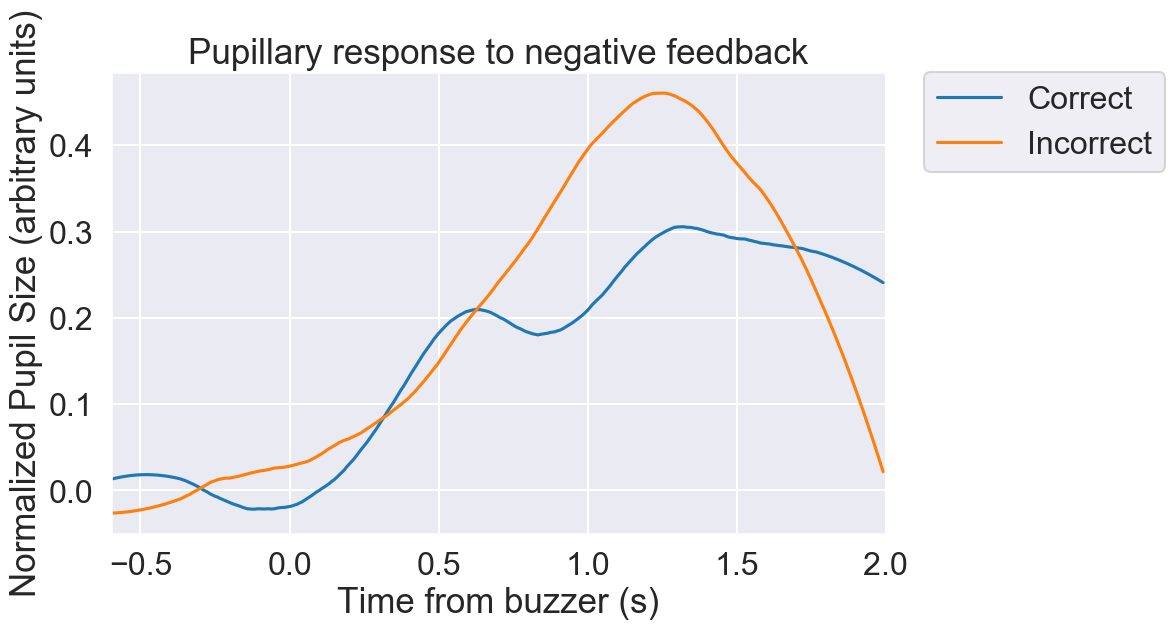 Pupillary response to negative feedback
Normalized Pupil Size (arbitrary units)
0.4
0.3
0.2
0.1
0.0
−0.5 0.0 0.5 1.0 1.5 2.0
Time from buzzer (s)
Correct
Incorrect